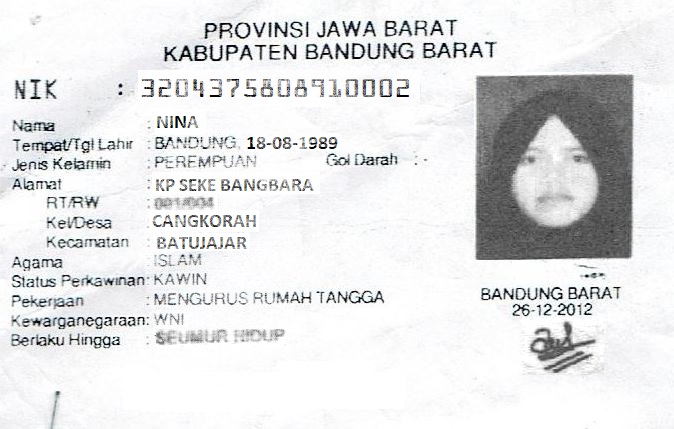 PROVINSI JAWA BARAT
KABUPATEN BANDUNG BARAT
NIK : 3204375808910002
Nama : NINA
Tempat/Tgl Lahir : BANDUNG, 18-08-1989
Jenis Kelamin : PEREMPUAN Gol Darah : -
Alamat : KP SEKE BANGBARA
RT/RW : 001/004
Kel/Desa : CANGKORAH
Kecamatan : BATUJAJAR
Agama : ISLAM
Status Perkawinan: KAWIN
Pekerjaan : MENGURUS RUMAH TANGGA
Kewarganegaraan: WNI
Berlaku Hingga : SEUMUR HIDUP
BANDUNG BARAT
26-12-2012